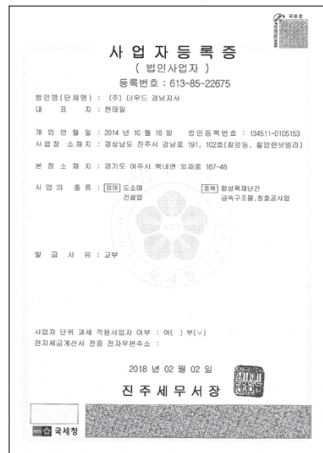 국세청
사 업 자 등 록 증
( 법인사업자 )
등록번호 : 613-85-22675
법인명(단체명) : (주) 더우드 경남지사
대 표 자 : 한태일
개 업 연 월 일 : 2014 년 10 월 16 일 법인등록번호 : 134511-0105153
사업장 소재지 : 경상남도 진주시 강남로 191, 102호(칠암동, 칠암한보빌라)
본 점 소 재 지 : 경기도 여주시 북내면 외재로 167-46
사 업 의 종 류 : 업태 도소매 종목 합성목재난간
건설업 금속구조물,창호공사업
NTS
국세청
발 급 사 유 : 교부
사업자 단위 과세 적용사업자 여부 : 여( ) 부(∨)
전자세금계산서 전용 전자우편주소 :
2018 년 02 월 02 일
진 주 세 무 서 장
NTS 국세청